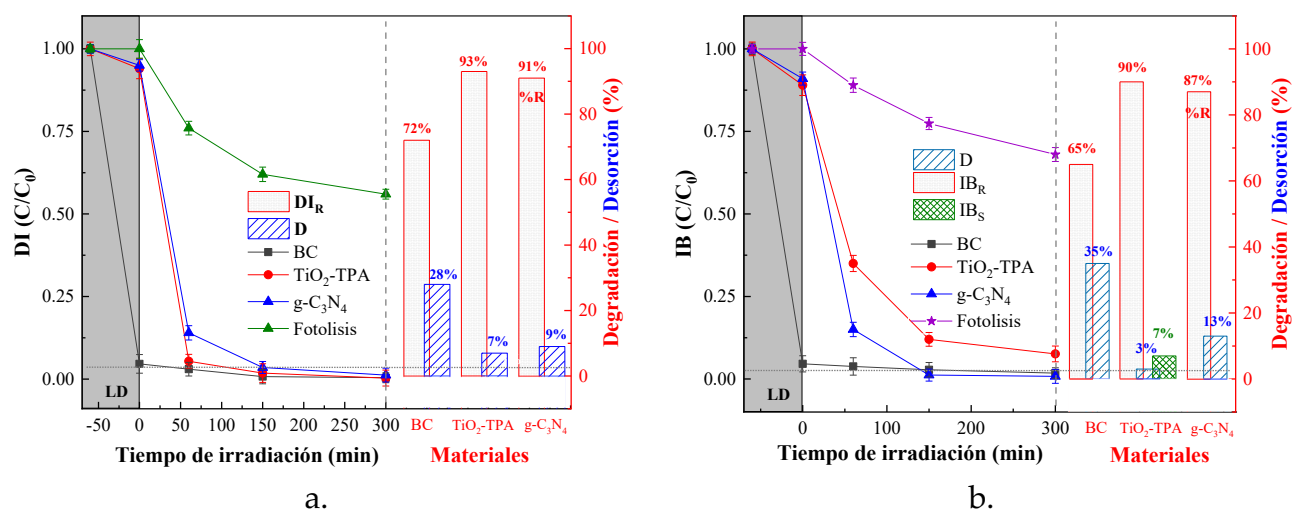 DI (C/C₀)
1.00
0.75
0.50
0.25
0.00
LD
DI_R
D
BC
TiO₂-TPA
g-C₃N₄
Fotolisis
72%
93%
91%
%R
28%
7%
9%
100
80
60
40
20
0
Degradación / Desorción (%)
-50 0 50 100 150 200 250 300
BC TiO₂-TPA g-C₃N₄
Tiempo de irradiación (min) Materiales
a.
IB (C/C₀)
1.00
0.75
0.50
0.25
0.00
LD
D
IB_R
IB_S
BC
TiO₂-TPA
g-C₃N₄
Fotolisis
65%
90%
87%
%R
35%
3%
7%
13%
100
80
60
40
20
0
Degradación / Desorción (%)
0 100 200 300
BC TiO₂-TPA g-C₃N₄
Tiempo de irradiación (min) Materiales
b.